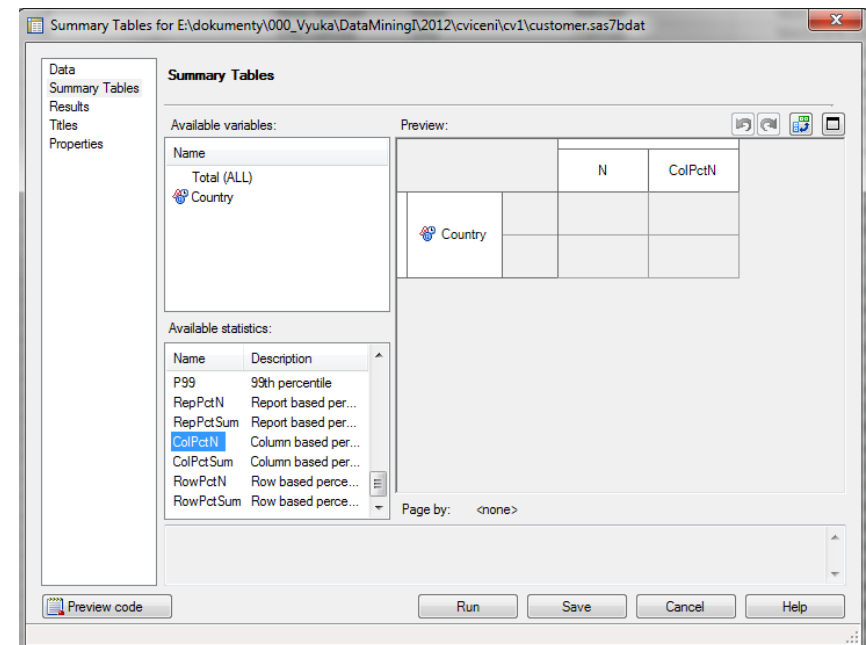 Summary Tables for E:\dokumenty\000_Vyuka\DataMiningI\2012\cviceni\cv1\customer.sas7bdat
Data
Summary Tables
Results
Titles
Properties
Summary Tables
Available variables:
Name
Total (ALL)
Country
Available statistics:
Name Description
P99 99th percentile
RepPctN Report based per...
RepPctSum Report based per...
ColPctN Column based per...
ColPctSum Column based per...
RowPctN Row based perce...
RowPctSum Row based perce...
Preview:
N ColPctN
Country
Page by: <none>
Preview code Run Save Cancel Help